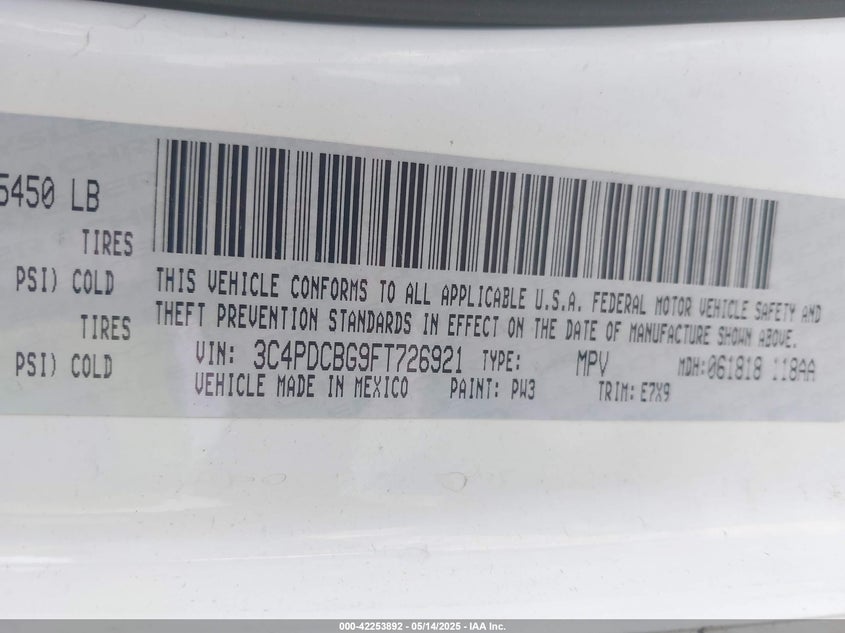 5450 LB
TIRES
PSI) COLD
TIRES
PSI) COLD
THIS VEHICLE CONFORMS TO ALL APPLICABLE U.S.A. FEDERAL MOTOR VEHICLE SAFETY AND
THEFT PREVENTION STANDARDS IN EFFECT ON THE DATE OF MANUFACTURE SHOWN ABOVE.
VIN: 3C4PDCBG9FT726921 TYPE: MPV MDH:061818 118AA
VEHICLE MADE IN MEXICO PAINT: PW3 TRIM: E7X9
000-42253892 - 05/14/2025 - IAA Inc.